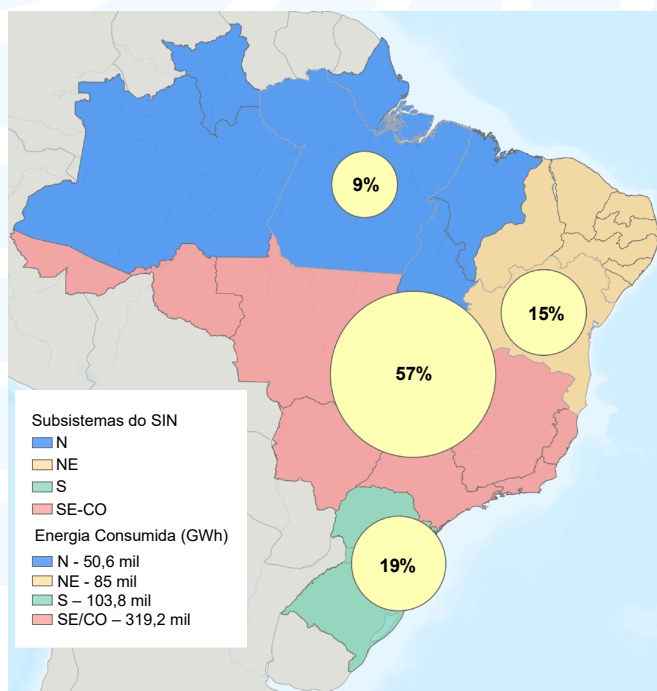 9%
15%
57%
19%
Subsistemas do SIN
N
NE
S
SE-CO
Energia Consumida (GWh)
N - 50,6 mil
NE - 85 mil
S – 103,8 mil
SE/CO – 319,2 mil